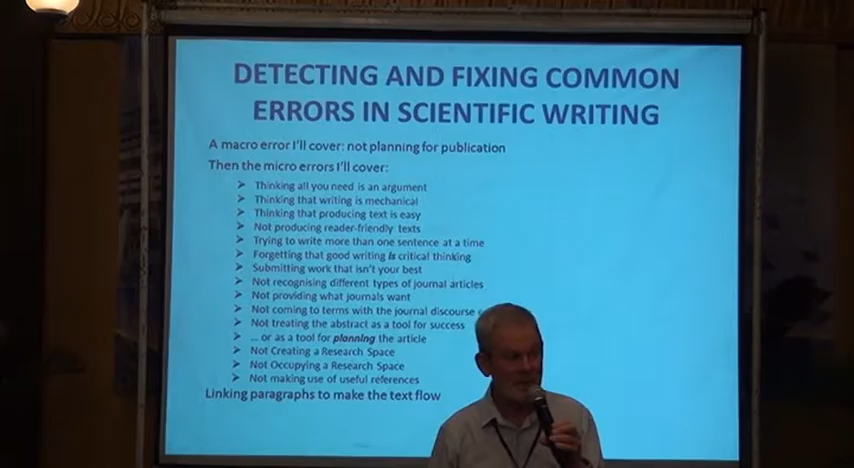 DETECTING AND FIXING COMMON
ERRORS IN SCIENTIFIC WRITING
A macro error I'll cover: not planning for publication
Then the micro errors I'll cover:
➢ Thinking all you need is an argument
➢ Thinking that writing is mechanical
➢ Thinking that producing text is easy
➢ Not producing reader-friendly texts
➢ Trying to write more than one sentence at a time
➢ Forgetting that good writing is critical thinking
➢ Submitting work that isn't your best
➢ Not recognising different types of journal articles
➢ Not providing what journals want
➢ Not coming to terms with the journal discourse
➢ Not treating the abstract as a tool for success
➢ ... or as a tool for planning the article
➢ Not Creating a Research Space
➢ Not Occupying a Research Space
➢ Not making use of useful references
Linking paragraphs to make the text flow